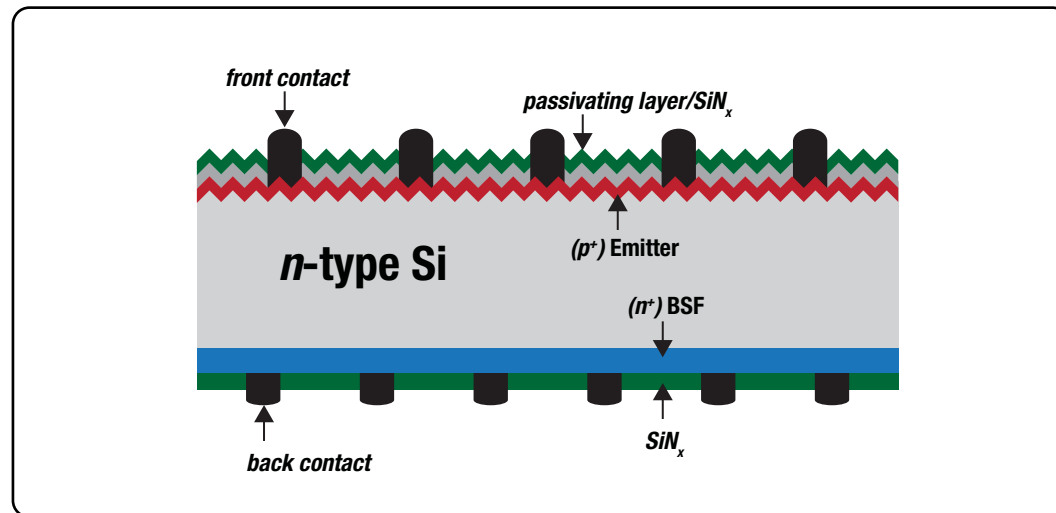 front contact
passivating layer/SiNₓ
(p⁺) Emitter
n-type Si
(n⁺) BSF
SiNₓ
back contact